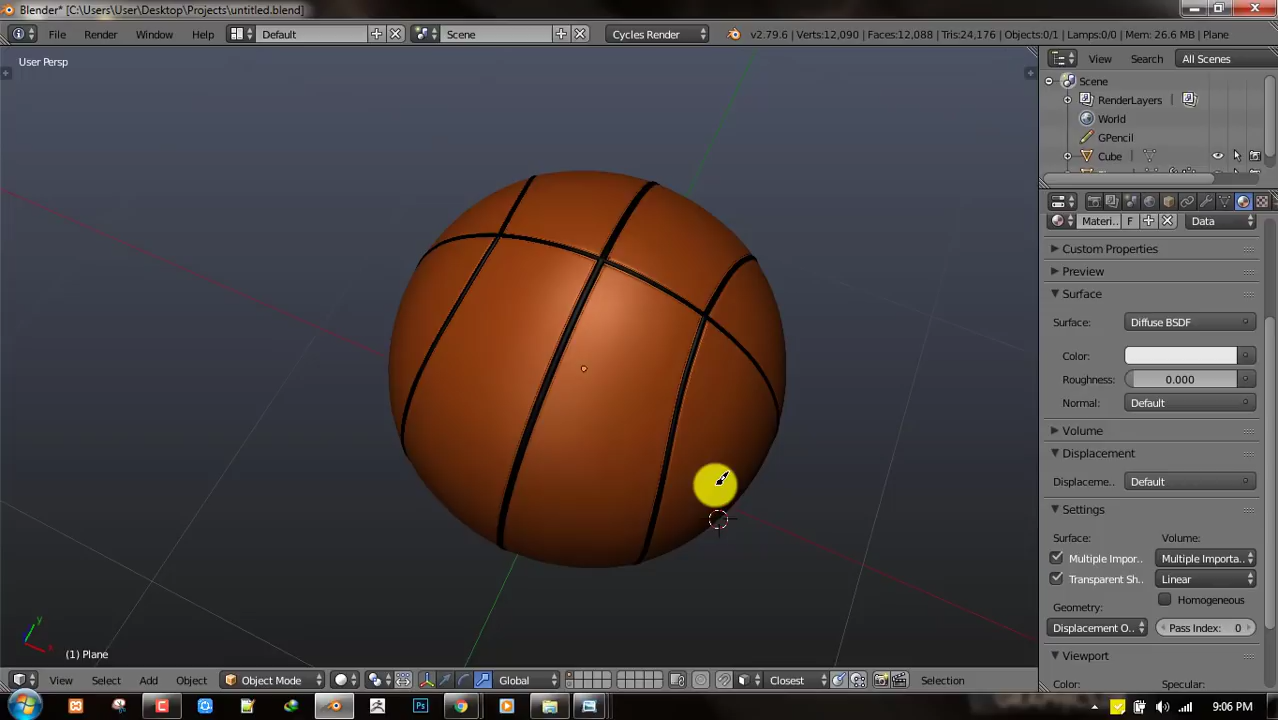 Blender* [C:\Users\User\Desktop\Projects\untitled.blend]
File Render Window Help Default Scene Cycles Render v2.79.6 | Verts:12,090 | Faces:12,088 | Tris:24,176 | Objects:0/1 | Lamps:0/0 | Mem: 26.6 MB | Plane
User Persp
View Search All Scenes
Scene
RenderLayers
World
GPencil
Cube
Materi.. F Data
Custom Properties
Preview
Surface
Surface: Diffuse BSDF
Color:
Roughness: 0.000
Normal: Default
Volume
Displacement
Displaceme.. Default
Settings
Surface: Volume:
Multiple Impor.. Multiple Importa..
Transparent Sh.. Linear
Homogeneous
Geometry:
Displacement O.. Pass Index: 0
Viewport
Color: Specular:
y
x
(1) Plane
View Select Add Object Object Mode Global Closest Selection
9:06 PM